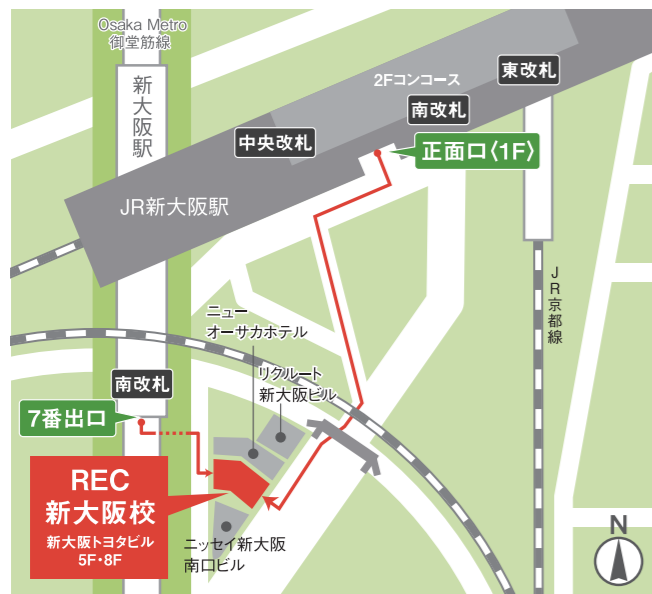 Osaka Metro
御堂筋線
新大阪駅
2Fコンコース
東改札
南改札
中央改札
正面口〈1F〉
JR新大阪駅
JR京都線
ニュー
オーサカホテル
リクルート
新大阪ビル
南改札
7番出口
REC
新大阪校
新大阪トヨタビル
5F・8F
ニッセイ新大阪
南口ビル
N